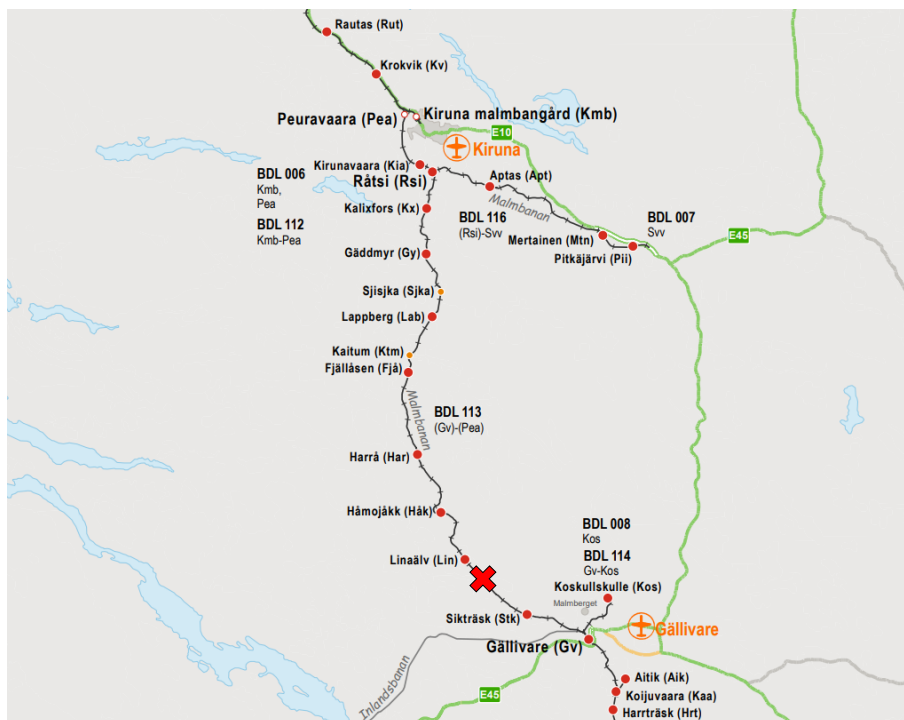 Rautas (Rut)
Krokvik (Kv)
Peuravaara (Pea)
Kiruna malmbangård (Kmb)
E10
Kiruna
Kirunavaara (Kia)
Råtsi (Rsi)
BDL 006
Kmb,
Pea
BDL 112
Kmb-Pea
Aptas (Apt)
Malmbanan
Kalixfors (Kx)
BDL 116
(Rsi)-Svv
BDL 007
Svv
Mertainen (Mtn)
E45
Pitkäjärvi (Pii)
Gäddmyr (Gy)
Sjisjka (Sjka)
Lappberg (Lab)
Kaitum (Ktm)
Fjällåsen (Fjå)
Malmbanan
BDL 113
(Gv)-(Pea)
Harrå (Har)
Håmojåkk (Håk)
BDL 008
Kos
BDL 114
Gv-Kos
Linaälv (Lin)
Koskullskulle (Kos)
Malmberget
Sikträsk (Stk)
Gällivare
Gällivare (Gv)
Inlandsbanan
E45
Aitik (Aik)
Koijuvaara (Kaa)
Harrträsk (Hrt)